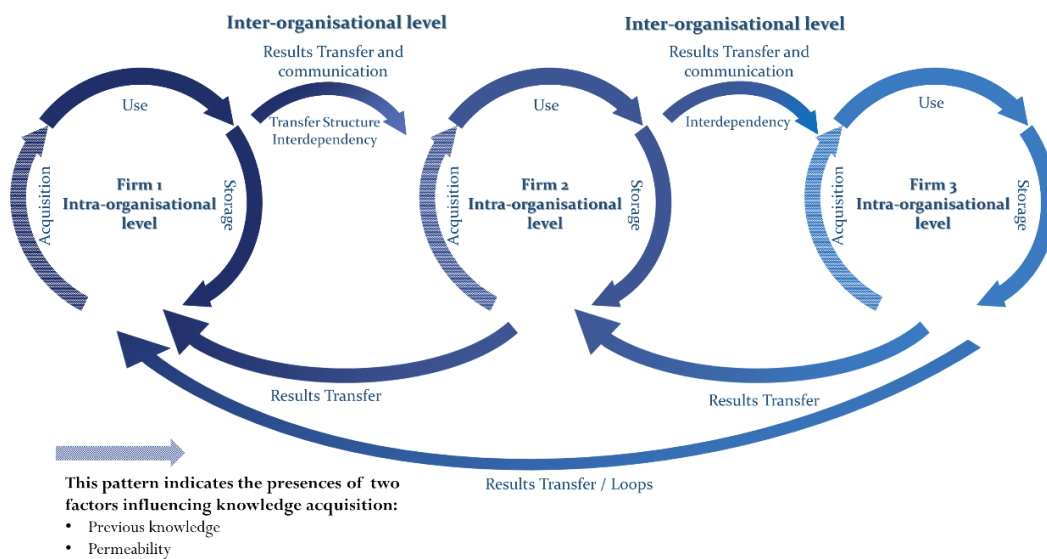 Inter-organisational level
Results Transfer and
communication
Transfer Structure
Interdependency
Inter-organisational level
Results Transfer and
communication
Interdependency
Use
Acquisition
Storage
Firm 1
Intra-organisational
level
Use
Acquisition
Storage
Firm 2
Intra-organisational
level
Use
Acquisition
Storage
Firm 3
Intra-organisational
level
Results Transfer
Results Transfer
Results Transfer / Loops
This pattern indicates the presences of two
factors influencing knowledge acquisition:
• Previous knowledge
• Permeability